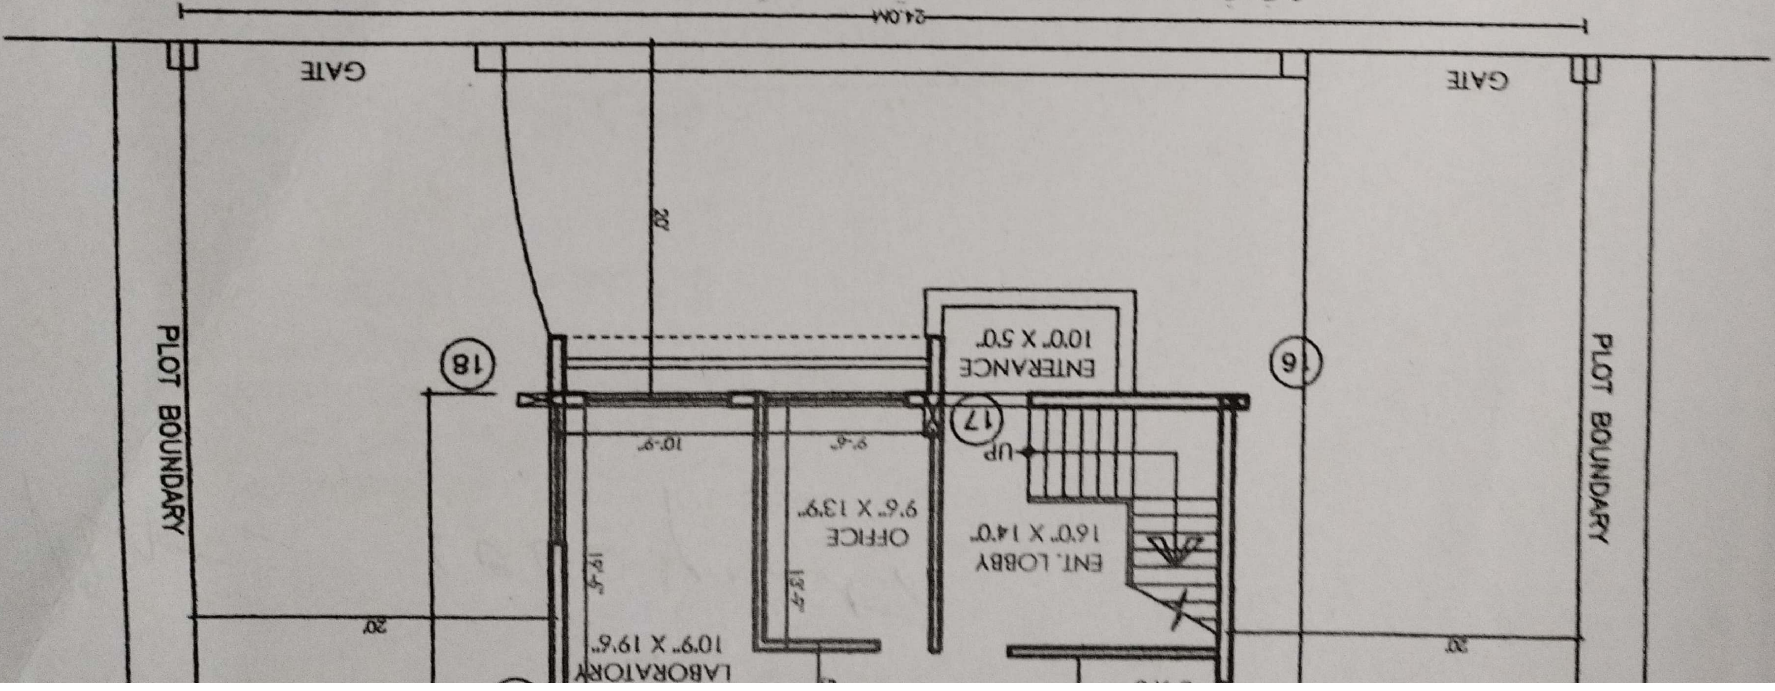 24.0M
GATE
GATE
20'
PLOT BOUNDARY
18
ENTERANCE
10'0" X 5'0"
16
PLOT BOUNDARY
17
10'-9"
9'-6"
UP
OFFICE
9'6" X 13'9"
ENT. LOBBY
16'0" X 14'0"
19'-6"
13'-9"
20'
20'
LABORATORY
10'9" X 19'6"